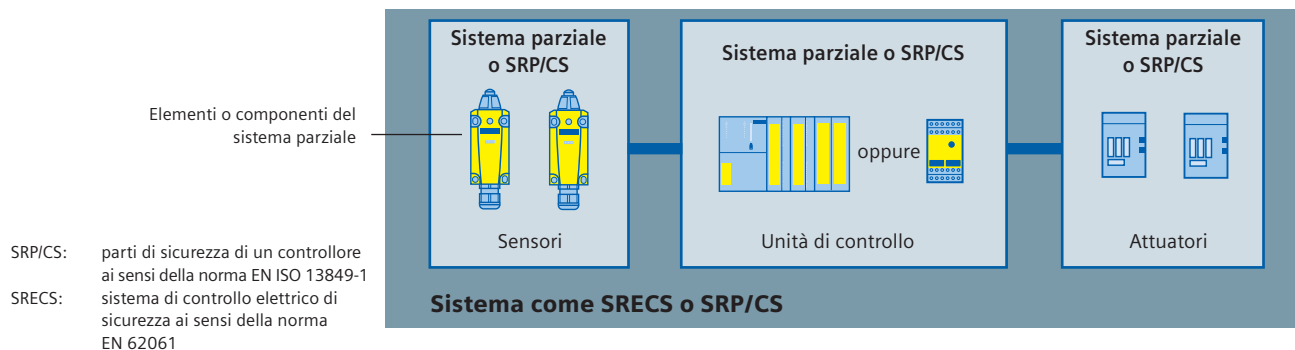 Sistema parziale
o SRP/CS
Sistema parziale o SRP/CS
Sistema parziale
o SRP/CS
Elementi o componenti del
sistema parziale
oppure
Sensori
Unità di controllo
Attuatori
SRP/CS: parti di sicurezza di un controllore
ai sensi della norma EN ISO 13849-1
SRECS: sistema di controllo elettrico di
sicurezza ai sensi della norma
EN 62061
Sistema come SRECS o SRP/CS